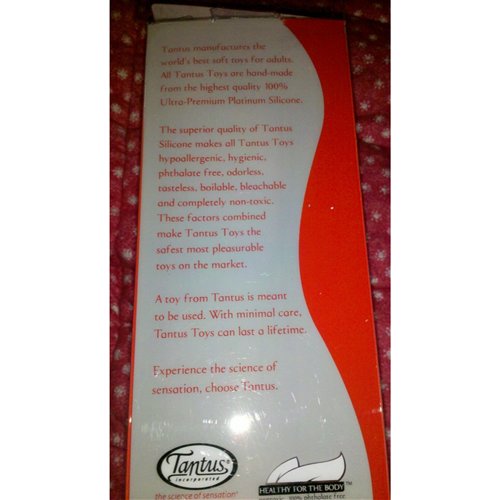 Tantus manufactures the
world's best soft toys for adults.
All Tantus Toys are hand-made
from the highest quality 100%
Ultra-Premium Platinum Silicone.
The superior quality of Tantus
Silicone makes all Tantus Toys
hypoallergenic, hygienic,
phthalate free, odorless,
tasteless, boilable, bleachable
and completely non-toxic.
These factors combined
make Tantus Toys the
safest most pleasurable
toys on the market.
A toy from Tantus is meant
to be used. With minimal care,
Tantus Toys can last a lifetime.
Experience the science of
sensation, choose Tantus.
Tantus
incorporated
the science of sensation
HEALTHY FOR THE BODY™
100% phthalate free